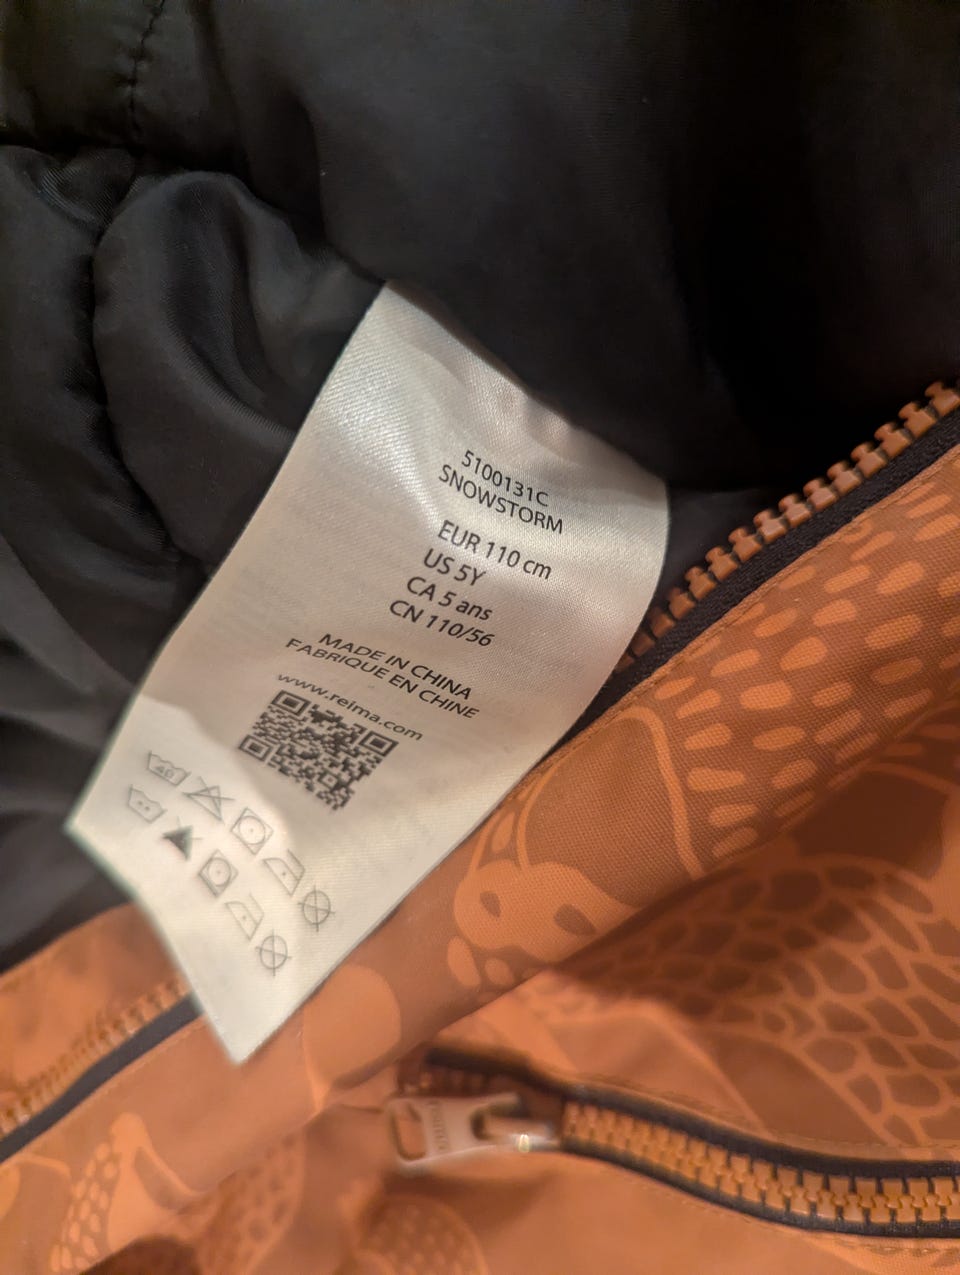 5100131C
SNOWSTORM
EUR 110 cm
US 5Y
CA 5 ans
CN 110/56
MADE IN CHINA
FABRIQUE EN CHINE
www.reima.com
40